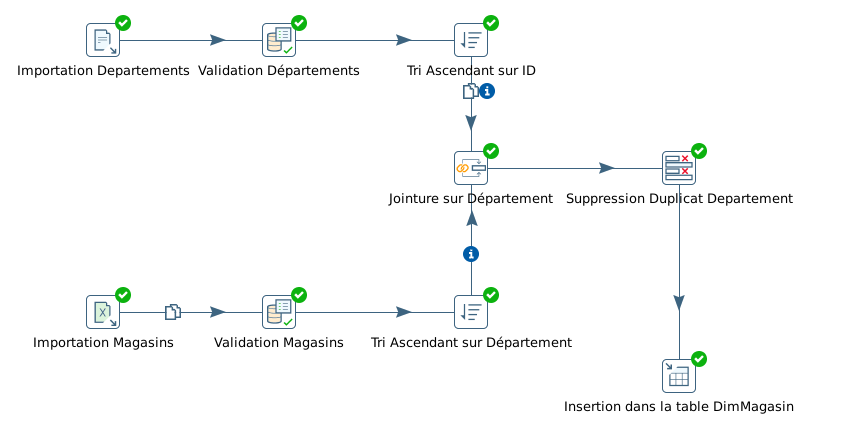 Importation Departements
Validation Départements
Tri Ascendant sur ID
Jointure sur Département
Suppression Duplicat Departement
Importation Magasins
Validation Magasins
Tri Ascendant sur Département
Insertion dans la table DimMagasin